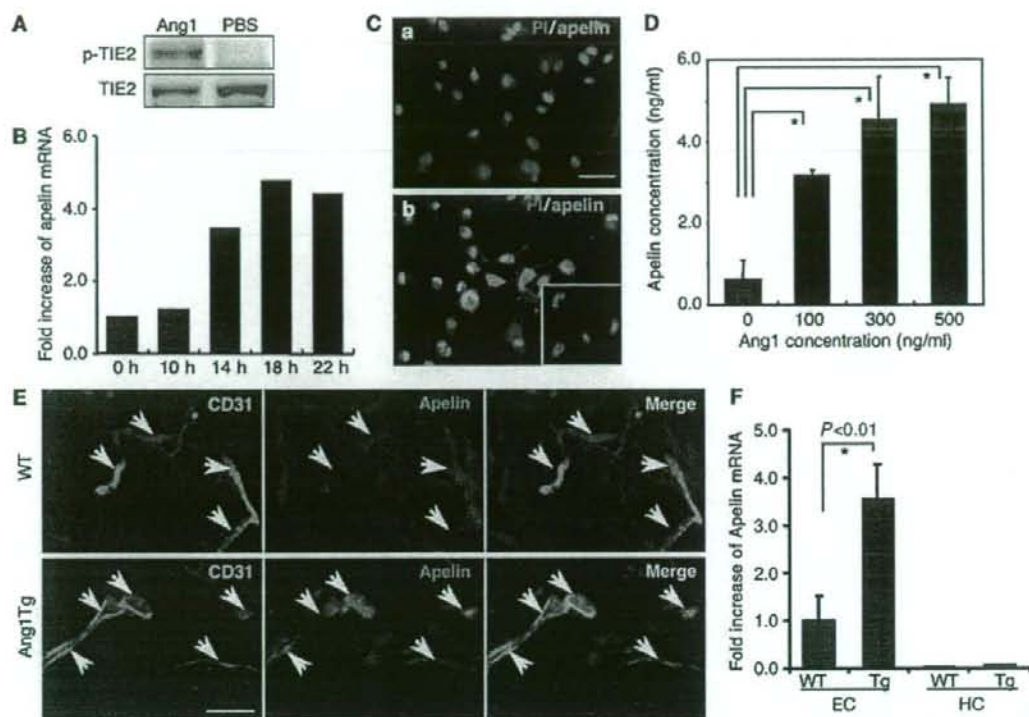 A
Ang1 PBS
p-TIE2
TIE2
B
Fold increase of apelin mRNA
6.0
4.0
2.0
0.0
0 h 10 h 14 h 18 h 22 h
C
a
PI/apelin
b
PI/apelin
D
Apelin concentration (ng/ml)
6.0
4.0
2.0
0.0
* * *
0 100 300 500
Ang1 concentration (ng/ml)
E
CD31 Apelin Merge
WT
CD31 Apelin Merge
Ang1Tg
F
Fold increase of Apelin mRNA
5.0
4.0
3.0
2.0
1.0
0.0
P<0.01
*
WT Tg WT Tg
EC HC